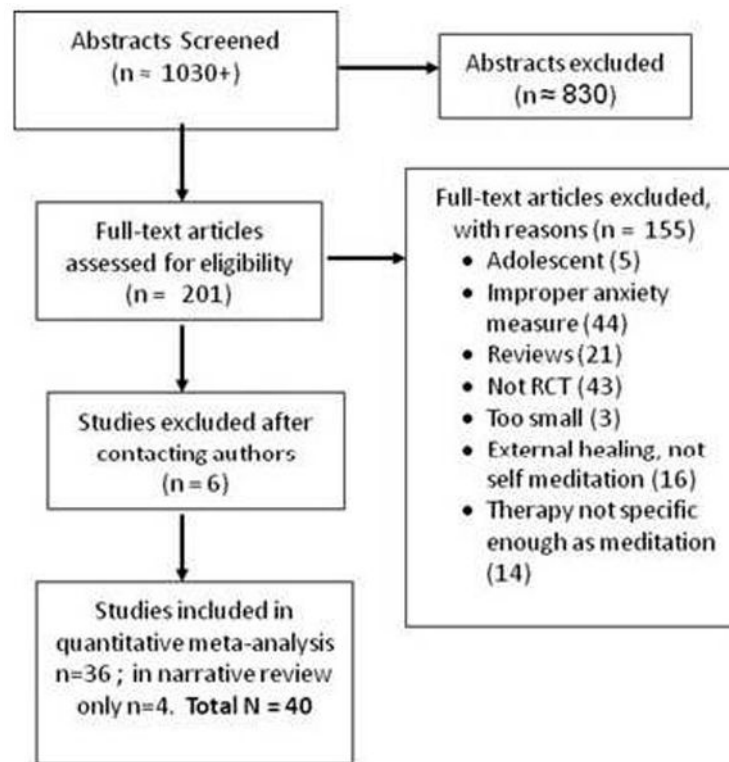 Abstracts Screened
(n = 1030+)
Abstracts excluded
(n ≈ 830)
Full-text articles
assessed for eligibility
(n = 201)
Full-text articles excluded,
with reasons (n = 155)
• Adolescent (5)
• Improper anxiety
measure (44)
• Reviews (21)
• Not RCT (43)
• Too small (3)
• External healing, not
self meditation (16)
• Therapy not specific
enough as meditation
(14)
Studies excluded after
contacting authors
(n = 6)
Studies included in
quantitative meta-analysis
n=36 ; in narrative review
only n=4. Total N = 40